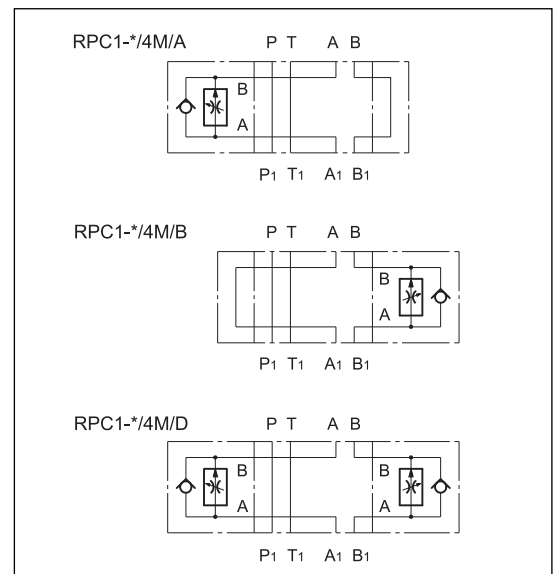 RPC1-*/4M/A P T A B
B
A
P1 T1 A1 B1
RPC1-*/4M/B P T A B
B
A
P1 T1 A1 B1
RPC1-*/4M/D P T A B
B B
A A
P1 T1 A1 B1